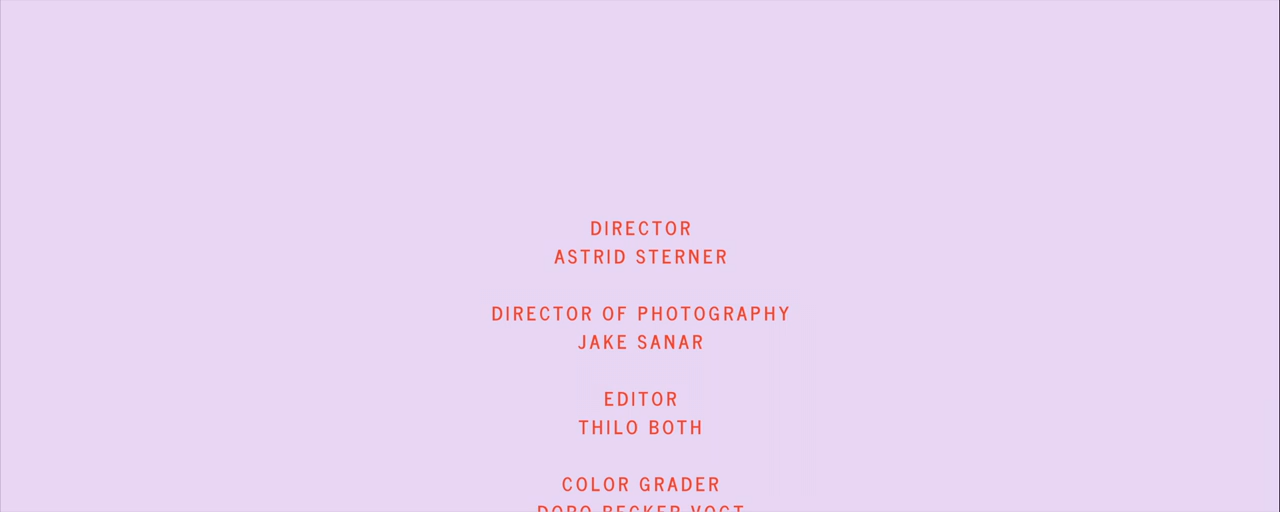 DIRECTOR
ASTRID STERNER
DIRECTOR OF PHOTOGRAPHY
JAKE SANAR
EDITOR
THILO BOTH
COLOR GRADER